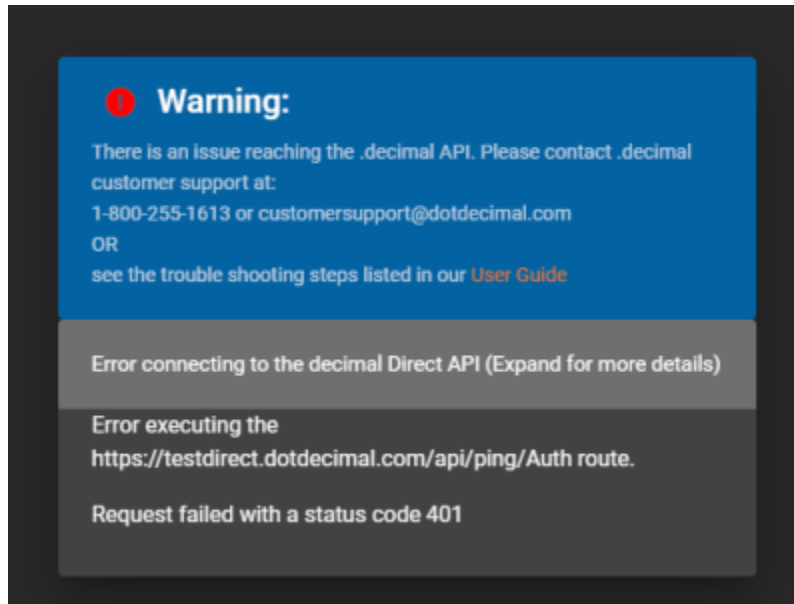 Warning:
There is an issue reaching the .decimal API. Please contact .decimal
customer support at:
1-800-255-1613 or customersupport@dotdecimal.com
OR
see the trouble shooting steps listed in our User Guide
Error connecting to the decimal Direct API (Expand for more details)
Error executing the
https://testdirect.dotdecimal.com/api/ping/Auth route.
Request failed with a status code 401